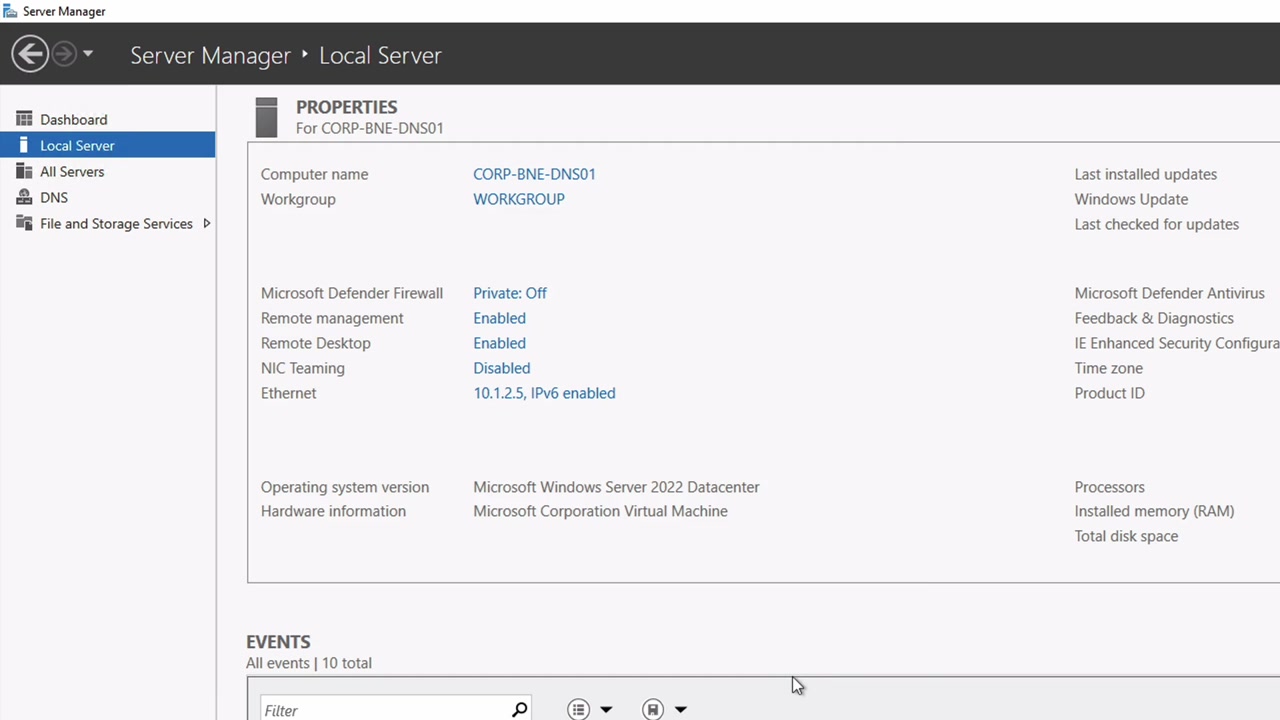 Server Manager
Server Manager ‣ Local Server
Dashboard
Local Server
All Servers
DNS
File and Storage Services
PROPERTIES
For CORP-BNE-DNS01
Computer name CORP-BNE-DNS01 Last installed updates
Workgroup WORKGROUP Windows Update
Last checked for updates
Microsoft Defender Firewall Private: Off Microsoft Defender Antivirus
Remote management Enabled Feedback & Diagnostics
Remote Desktop Enabled IE Enhanced Security Configura
NIC Teaming Disabled Time zone
Ethernet 10.1.2.5, IPv6 enabled Product ID
Operating system version Microsoft Windows Server 2022 Datacenter Processors
Hardware information Microsoft Corporation Virtual Machine Installed memory (RAM)
Total disk space
EVENTS
All events | 10 total
Filter